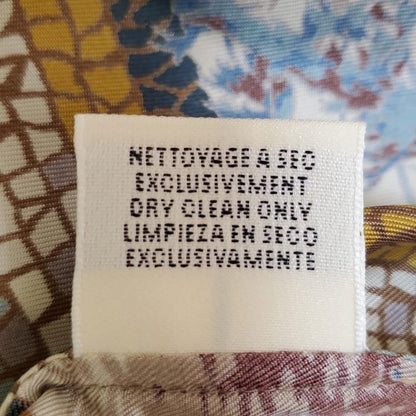 NETTOYAGE A SEC
EXCLUSIVEMENT
DRY CLEAN ONLY
LIMPIEZA EN SECO
EXCLUSIVAMENTE